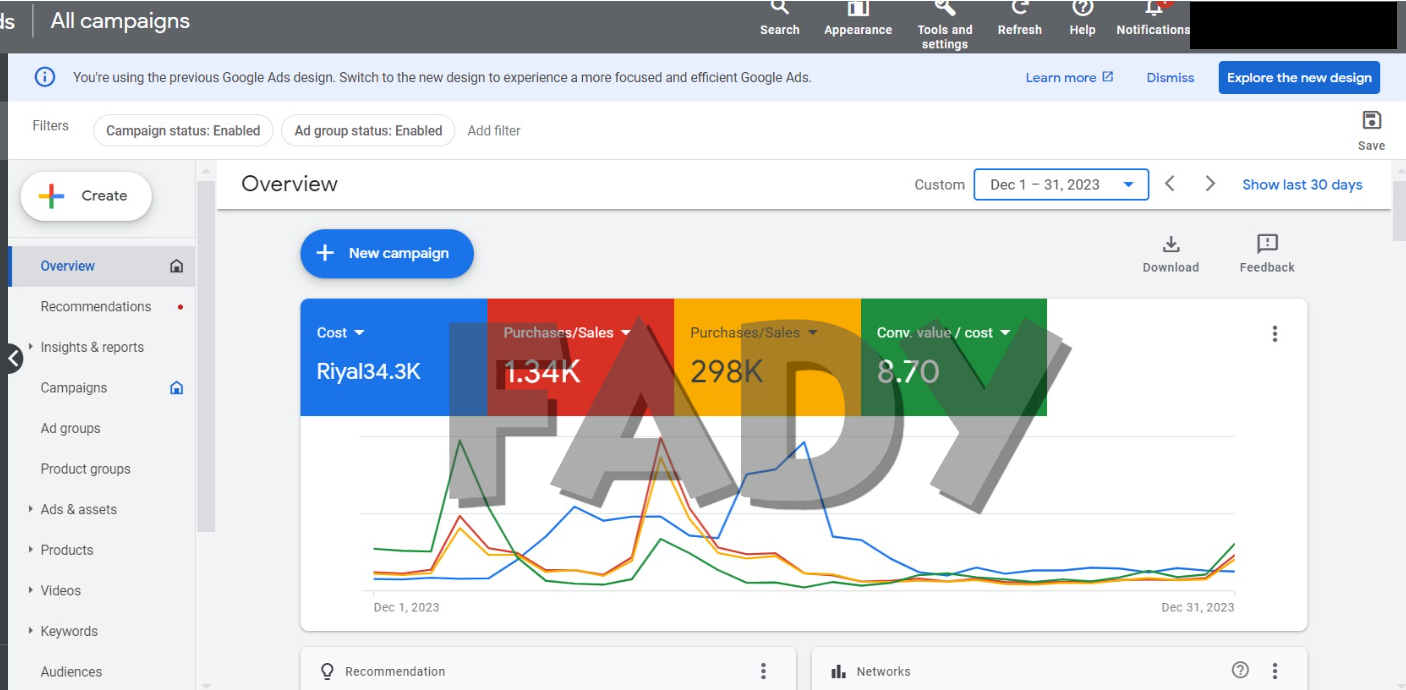 ds
All campaigns
Search
Appearance
Tools and
settings
Refresh
Help
Notifications
You're using the previous Google Ads design. Switch to the new design to experience a more focused and efficient Google Ads.
Learn more
Dismiss
Explore the new design
Filters
Campaign status: Enabled
Ad group status: Enabled
Add filter
Save
Create
Overview
Recommendations
Insights & reports
Campaigns
Ad groups
Product groups
Ads & assets
Products
Videos
Keywords
Audiences
Overview
Custom
Dec 1 – 31, 2023
Show last 30 days
New campaign
Download
Feedback
Cost
Riyal34.3K
Purchases/Sales
1.34K
Purchases/Sales
298K
Conv. value / cost
8.70
FADY
Dec 1, 2023
Dec 31, 2023
Recommendation
Networks